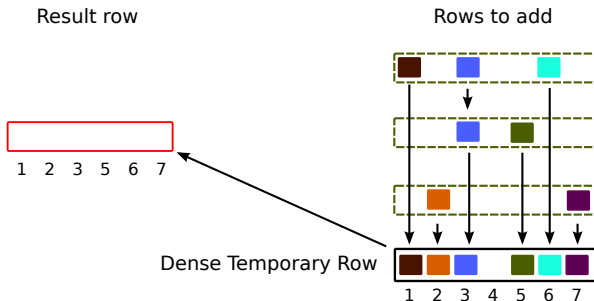 Result row
Rows to add
1 2 3 5 6 7
Dense Temporary Row
1 2 3 4 5 6 7